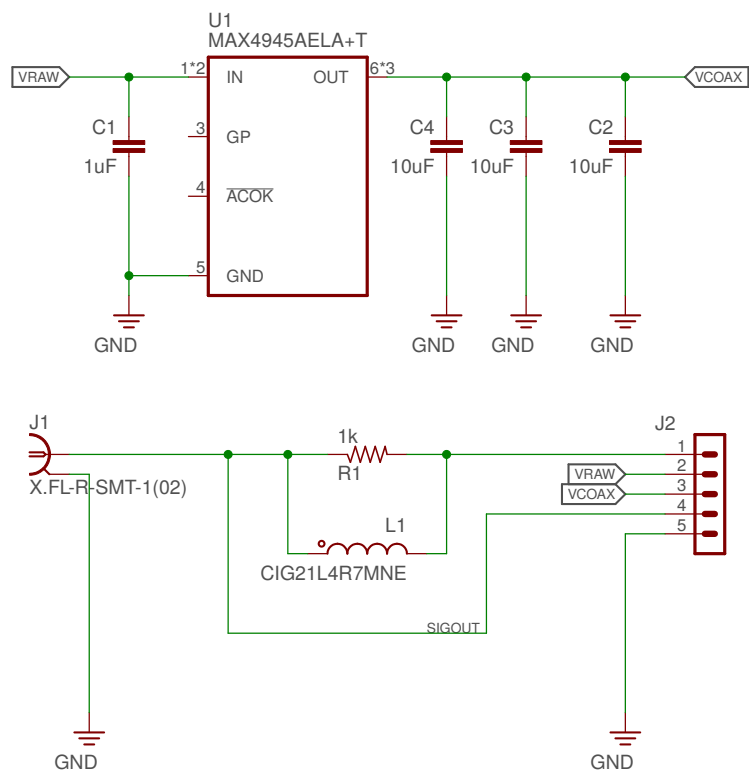 U1
MAX4945AELA+T
VRAW
1*2
IN
OUT
6*3
VCOAX
C1
1uF
3
GP
C4
10uF
C3
10uF
C2
10uF
4
ACOK
5
GND
GND
GND
GND
GND
J1
1k
R1
J2
X.FL-R-SMT-1(02)
1
VRAW
2
VCOAX
3
4
5
L1
CIG21L4R7MNE
SIGOUT
GND
GND